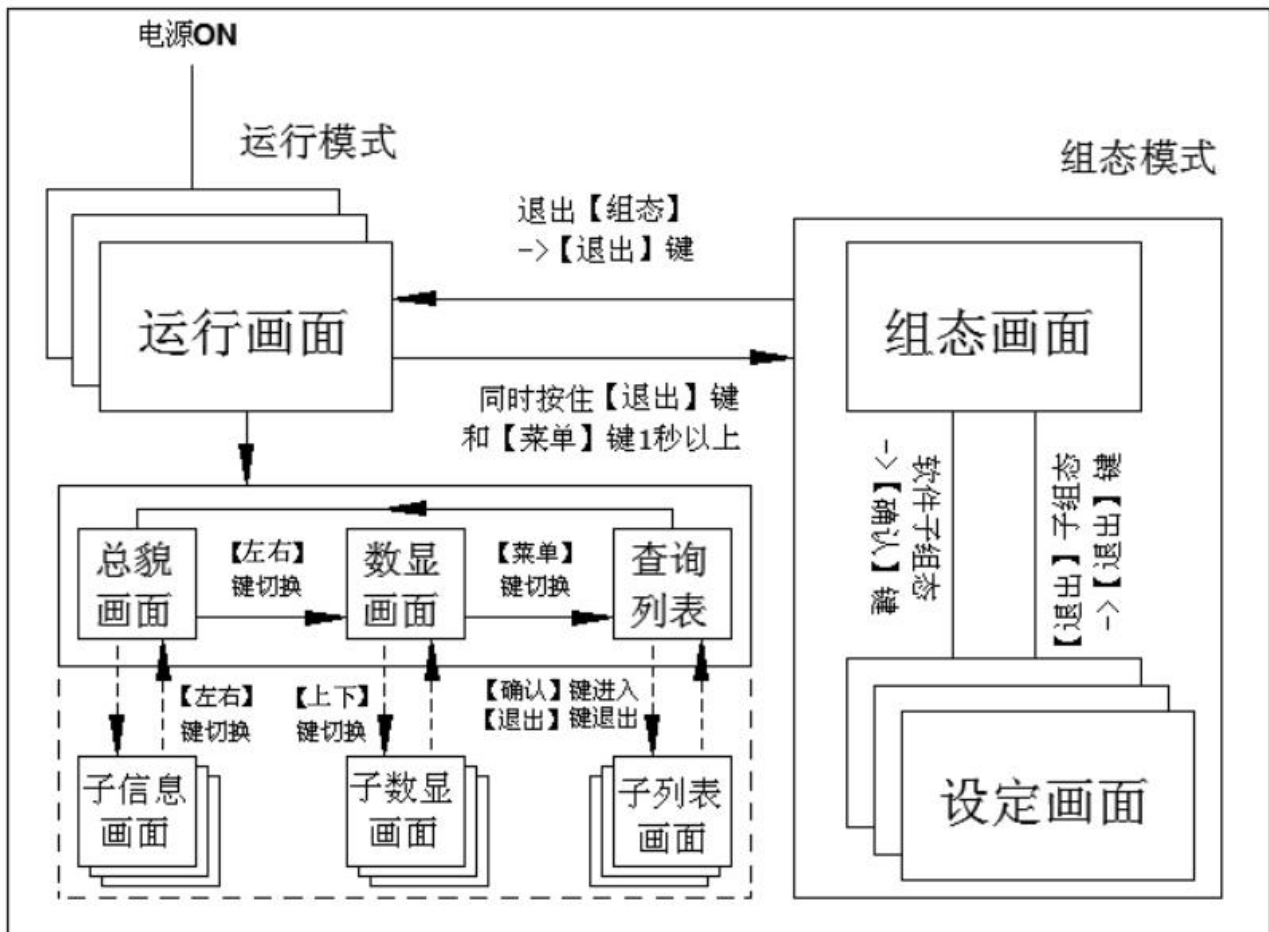 电源ON
运行模式
组态模式
退出【组态】
->【退出】键
运行画面
组态画面
同时按住【退出】键
和【菜单】键1秒以上
软件子组态
->【确认】键
【退出】子组态
->【退出】键
总貌
画面
【左右】
键切换
数显
画面
【菜单】
键切换
查询
列表
【左右】
键切换
【上下】
键切换
【确认】键进入
【退出】键退出
子信息
画面
子数显
画面
子列表
画面
设定画面